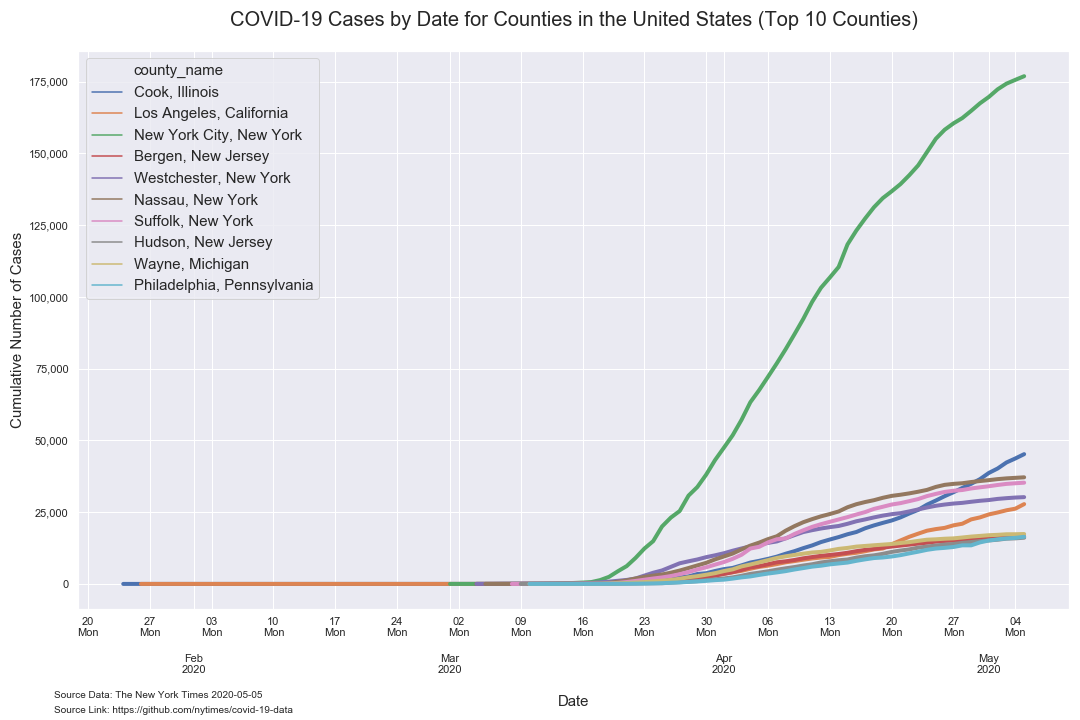 COVID-19 Cases by Date for Counties in the United States (Top 10 Counties)
county_name
Cook, Illinois
Los Angeles, California
New York City, New York
Bergen, New Jersey
Westchester, New York
Nassau, New York
Suffolk, New York
Hudson, New Jersey
Wayne, Michigan
Philadelphia, Pennsylvania
Cumulative Number of Cases
175,000
150,000
125,000
100,000
75,000
50,000
25,000
0
20 27 03 10 17 24 02 09 16 23 30 06 13 20 27 04
Mon Mon Mon Mon Mon Mon Mon Mon Mon Mon Mon Mon Mon Mon Mon Mon
Feb Mar Apr May
2020 2020 2020 2020
Date
Source Data: The New York Times 2020-05-05
Source Link: https://github.com/nytimes/covid-19-data